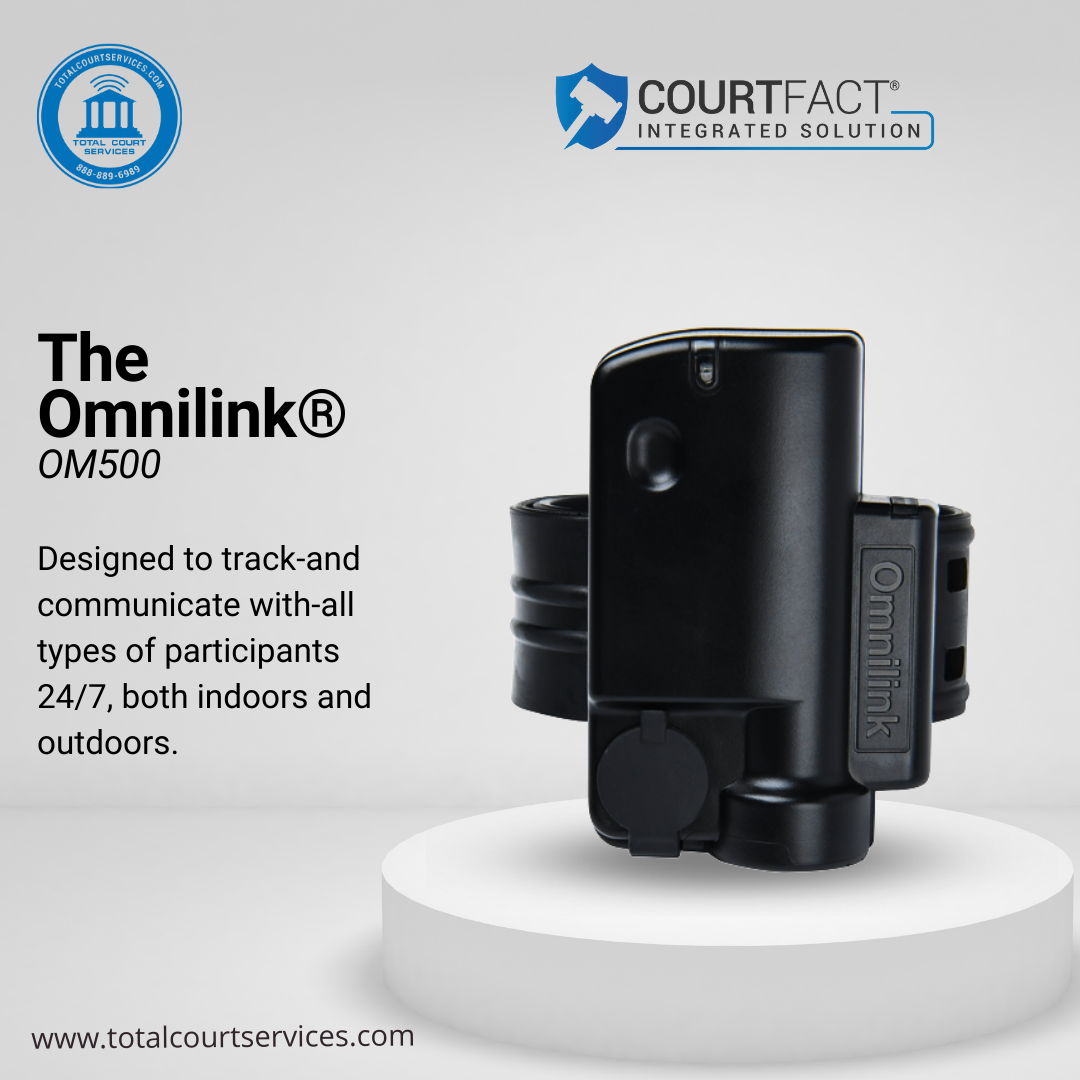 TOTALCOURTSERVICES.COM
TOTAL COURT
SERVICES
888-889-6989
COURTFACT®
INTEGRATED SOLUTION
The
Omnilink®
OM500
Designed to track-and
communicate with-all
types of participants
24/7, both indoors and
outdoors.
Omnilink
www.totalcourtservices.com